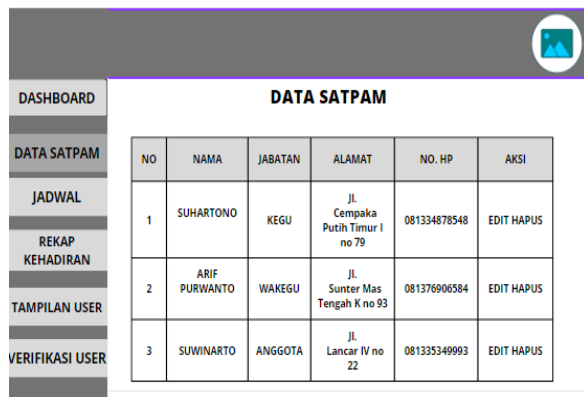 DASHBOARD
DATA SATPAM
JADWAL
REKAP
KEHADIRAN
TAMPILAN USER
VERIFIKASI USER
DATA SATPAM
NO NAMA JABATAN ALAMAT NO. HP AKSI
1 SUHARTONO KEGU Jl.
Cempaka
Putih Timur I
no 79 081334878548 EDIT HAPUS
2 ARIF
PURWANTO WAKEGU Jl.
Sunter Mas
Tengah K no 93 081376906584 EDIT HAPUS
3 SUWINARTO ANGGOTA Jl.
Lancar IV no
22 081335349993 EDIT HAPUS